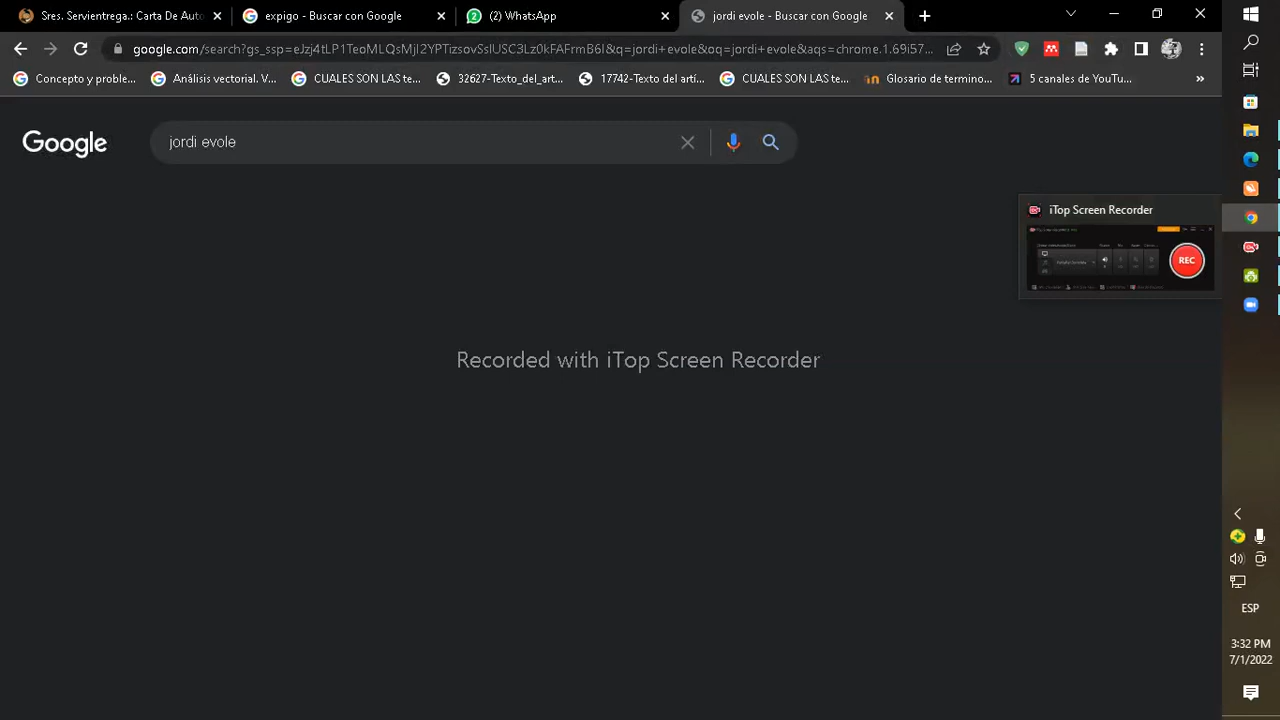 Sres. Servientrega.: Carta De Auto
expigo - Buscar con Google
(2) WhatsApp
jordi evole - Buscar con Google
google.com/search?gs_ssp=eJzj4tLP1TeoMLQsMjI2YPTizsovSslUSC3Lz0kFAFrmB6I&q=jordi+evole&oq=jordi+evole&aqs=chrome.1.69i57...
Concepto y proble...
Análisis vectorial. V...
CUALES SON LAS te...
32627-Texto_del_ar...
17742-Texto del artí...
CUALES SON LAS te...
Glosario de termino...
5 canales de YouTu...
»
Google
jordi evole
iTop Screen Recorder
REC
Recorded with iTop Screen Recorder
ESP
3:32 PM
7/1/2022